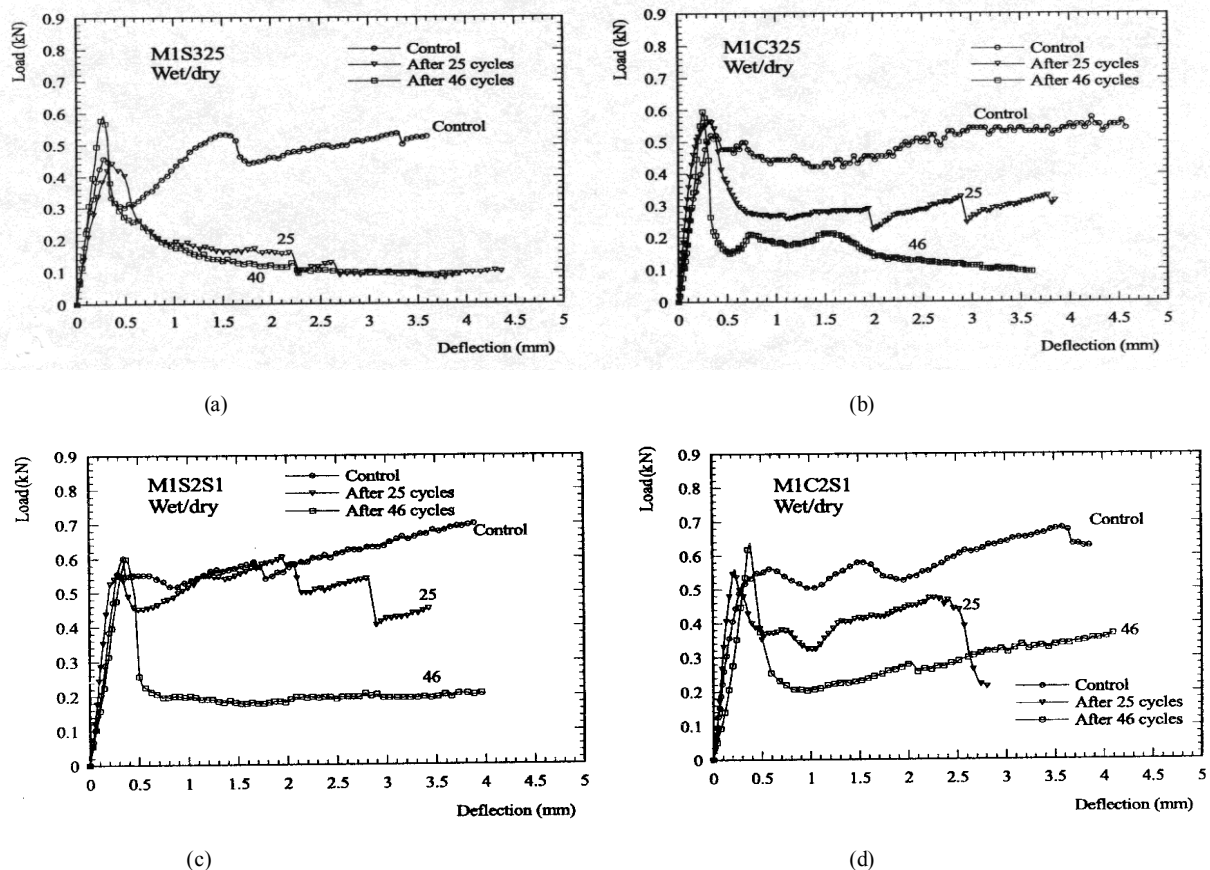 M1S325
Wet/dry
Control
After 25 cycles
After 46 cycles
Control
25
40
Load (kN)
0.9
0.8
0.7
0.6
0.5
0.4
0.3
0.2
0.1
0
0 0.5 1 1.5 2 2.5 3 3.5 4 4.5 5
Deflection (mm)
(a)
M1C325
Wet/dry
Control
After 25 cycles
After 46 cycles
Control
25
46
Load (kN)
0.9
0.8
0.7
0.6
0.5
0.4
0.3
0.2
0.1
0
0 0.5 1 1.5 2 2.5 3 3.5 4 4.5 5
Deflection (mm)
(b)
M1S2S1
Wet/dry
Control
After 25 cycles
After 46 cycles
Control
25
46
Load(kN)
0.9
0.8
0.7
0.6
0.5
0.4
0.3
0.2
0.2
0
0 0.5 1 1.5 2 2.5 3 3.5 4 4.5 5
Deflection (mm)
(c)
M1C2S1
Wet/dry
Control
25
46
Control
After 25 cycles
After 46 cycles
Load(kN)
0.9
0.8
0.7
0.6
0.5
0.4
0.3
0.2
0.2
0
0 0.5 1 1.5 2 2.5 3 3.5 4 4.5 5
Deflection (mm)
(d)